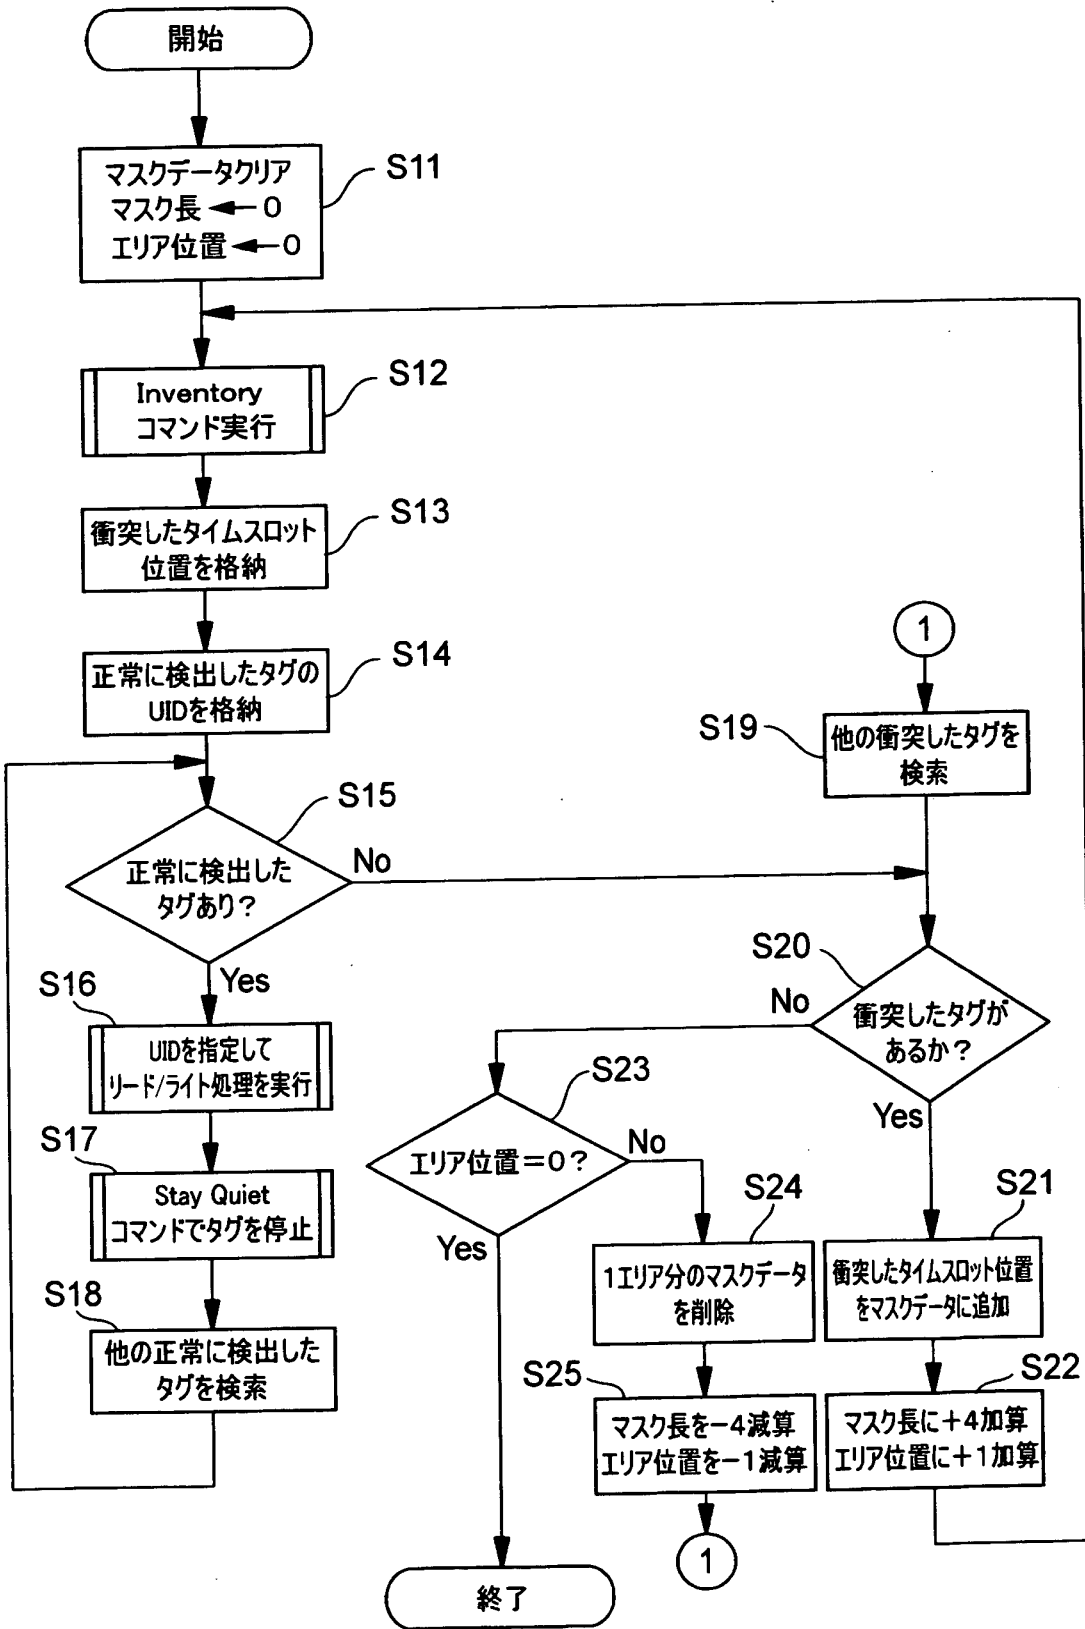 開始
マスクデータクリア
マスク長←0
エリア位置←0
S11
Inventory
コマンド実行
S12
衝突したタイムスロット
位置を格納
S13
正常に検出したタグの
UIDを格納
S14
正常に検出した
タグあり?
S15
No
Yes
S16
UIDを指定して
リード/ライト処理を実行
S17
Stay Quiet
コマンドでタグを停止
S18
他の正常に検出した
タグを検索
1
S19
他の衝突したタグを
検索
S20
衝突したタグが
あるか?
No
Yes
S23
エリア位置=0?
No
Yes
S24
1エリア分のマスクデータ
を削除
S21
衝突したタイムスロット位置
をマスクデータに追加
S25
マスク長を-4減算
エリア位置を-1減算
S22
マスク長に+4加算
エリア位置に+1加算
1
終了